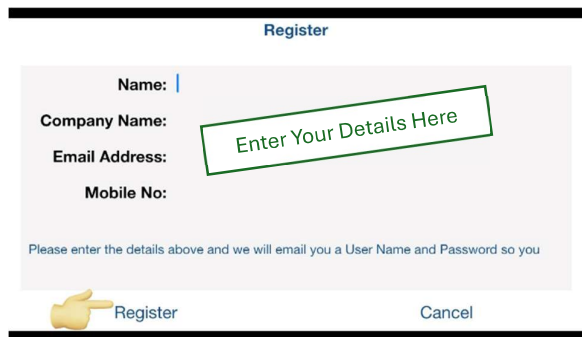 Register
Name:
Company Name:
Enter Your Details Here
Email Address:
Mobile No:
Please enter the details above and we will email you a User Name and Password so you
Register
Cancel